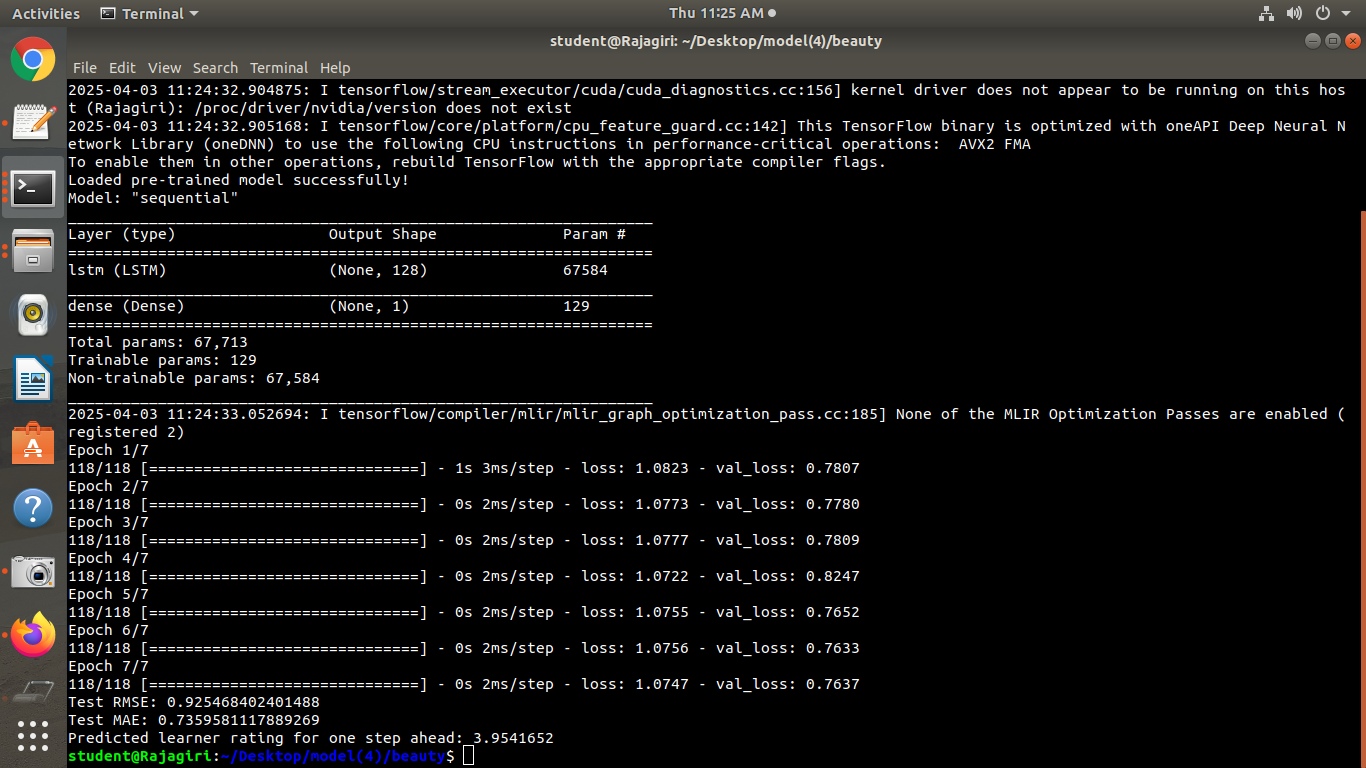 Activities Terminal Thu 11:25 AM
student@Rajagiri: ~/Desktop/model(4)/beauty
File Edit View Search Terminal Help
2025-04-03 11:24:32.904875: I tensorflow/stream_executor/cuda/cuda_diagnostics.cc:156] kernel driver does not appear to be running on this hos
t (Rajagiri): /proc/driver/nvidia/version does not exist
2025-04-03 11:24:32.905168: I tensorflow/core/platform/cpu_feature_guard.cc:142] This TensorFlow binary is optimized with oneAPI Deep Neural N
etwork Library (oneDNN) to use the following CPU instructions in performance-critical operations:  AVX2 FMA
To enable them in other operations, rebuild TensorFlow with the appropriate compiler flags.
Loaded pre-trained model successfully!
Model: "sequential"
_________________________________________________________________
Layer (type)                 Output Shape              Param #
=================================================================
lstm (LSTM)                  (None, 128)               67584
_________________________________________________________________
dense (Dense)                (None, 1)                 129
=================================================================
Total params: 67,713
Trainable params: 129
Non-trainable params: 67,584
_________________________________________________________________
2025-04-03 11:24:33.052694: I tensorflow/compiler/mlir/mlir_graph_optimization_pass.cc:185] None of the MLIR Optimization Passes are enabled (
registered 2)
Epoch 1/7
118/118 [==============================] - 1s 3ms/step - loss: 1.0823 - val_loss: 0.7807
Epoch 2/7
118/118 [==============================] - 0s 2ms/step - loss: 1.0773 - val_loss: 0.7780
Epoch 3/7
118/118 [==============================] - 0s 2ms/step - loss: 1.0777 - val_loss: 0.7809
Epoch 4/7
118/118 [==============================] - 0s 2ms/step - loss: 1.0722 - val_loss: 0.8247
Epoch 5/7
118/118 [==============================] - 0s 2ms/step - loss: 1.0755 - val_loss: 0.7652
Epoch 6/7
118/118 [==============================] - 0s 2ms/step - loss: 1.0756 - val_loss: 0.7633
Epoch 7/7
118/118 [==============================] - 0s 2ms/step - loss: 1.0747 - val_loss: 0.7637
Test RMSE: 0.925468402401488
Test MAE: 0.7359581117889269
Predicted learner rating for one step ahead: 3.9541652
student@Rajagiri:~/Desktop/model(4)/beauty$